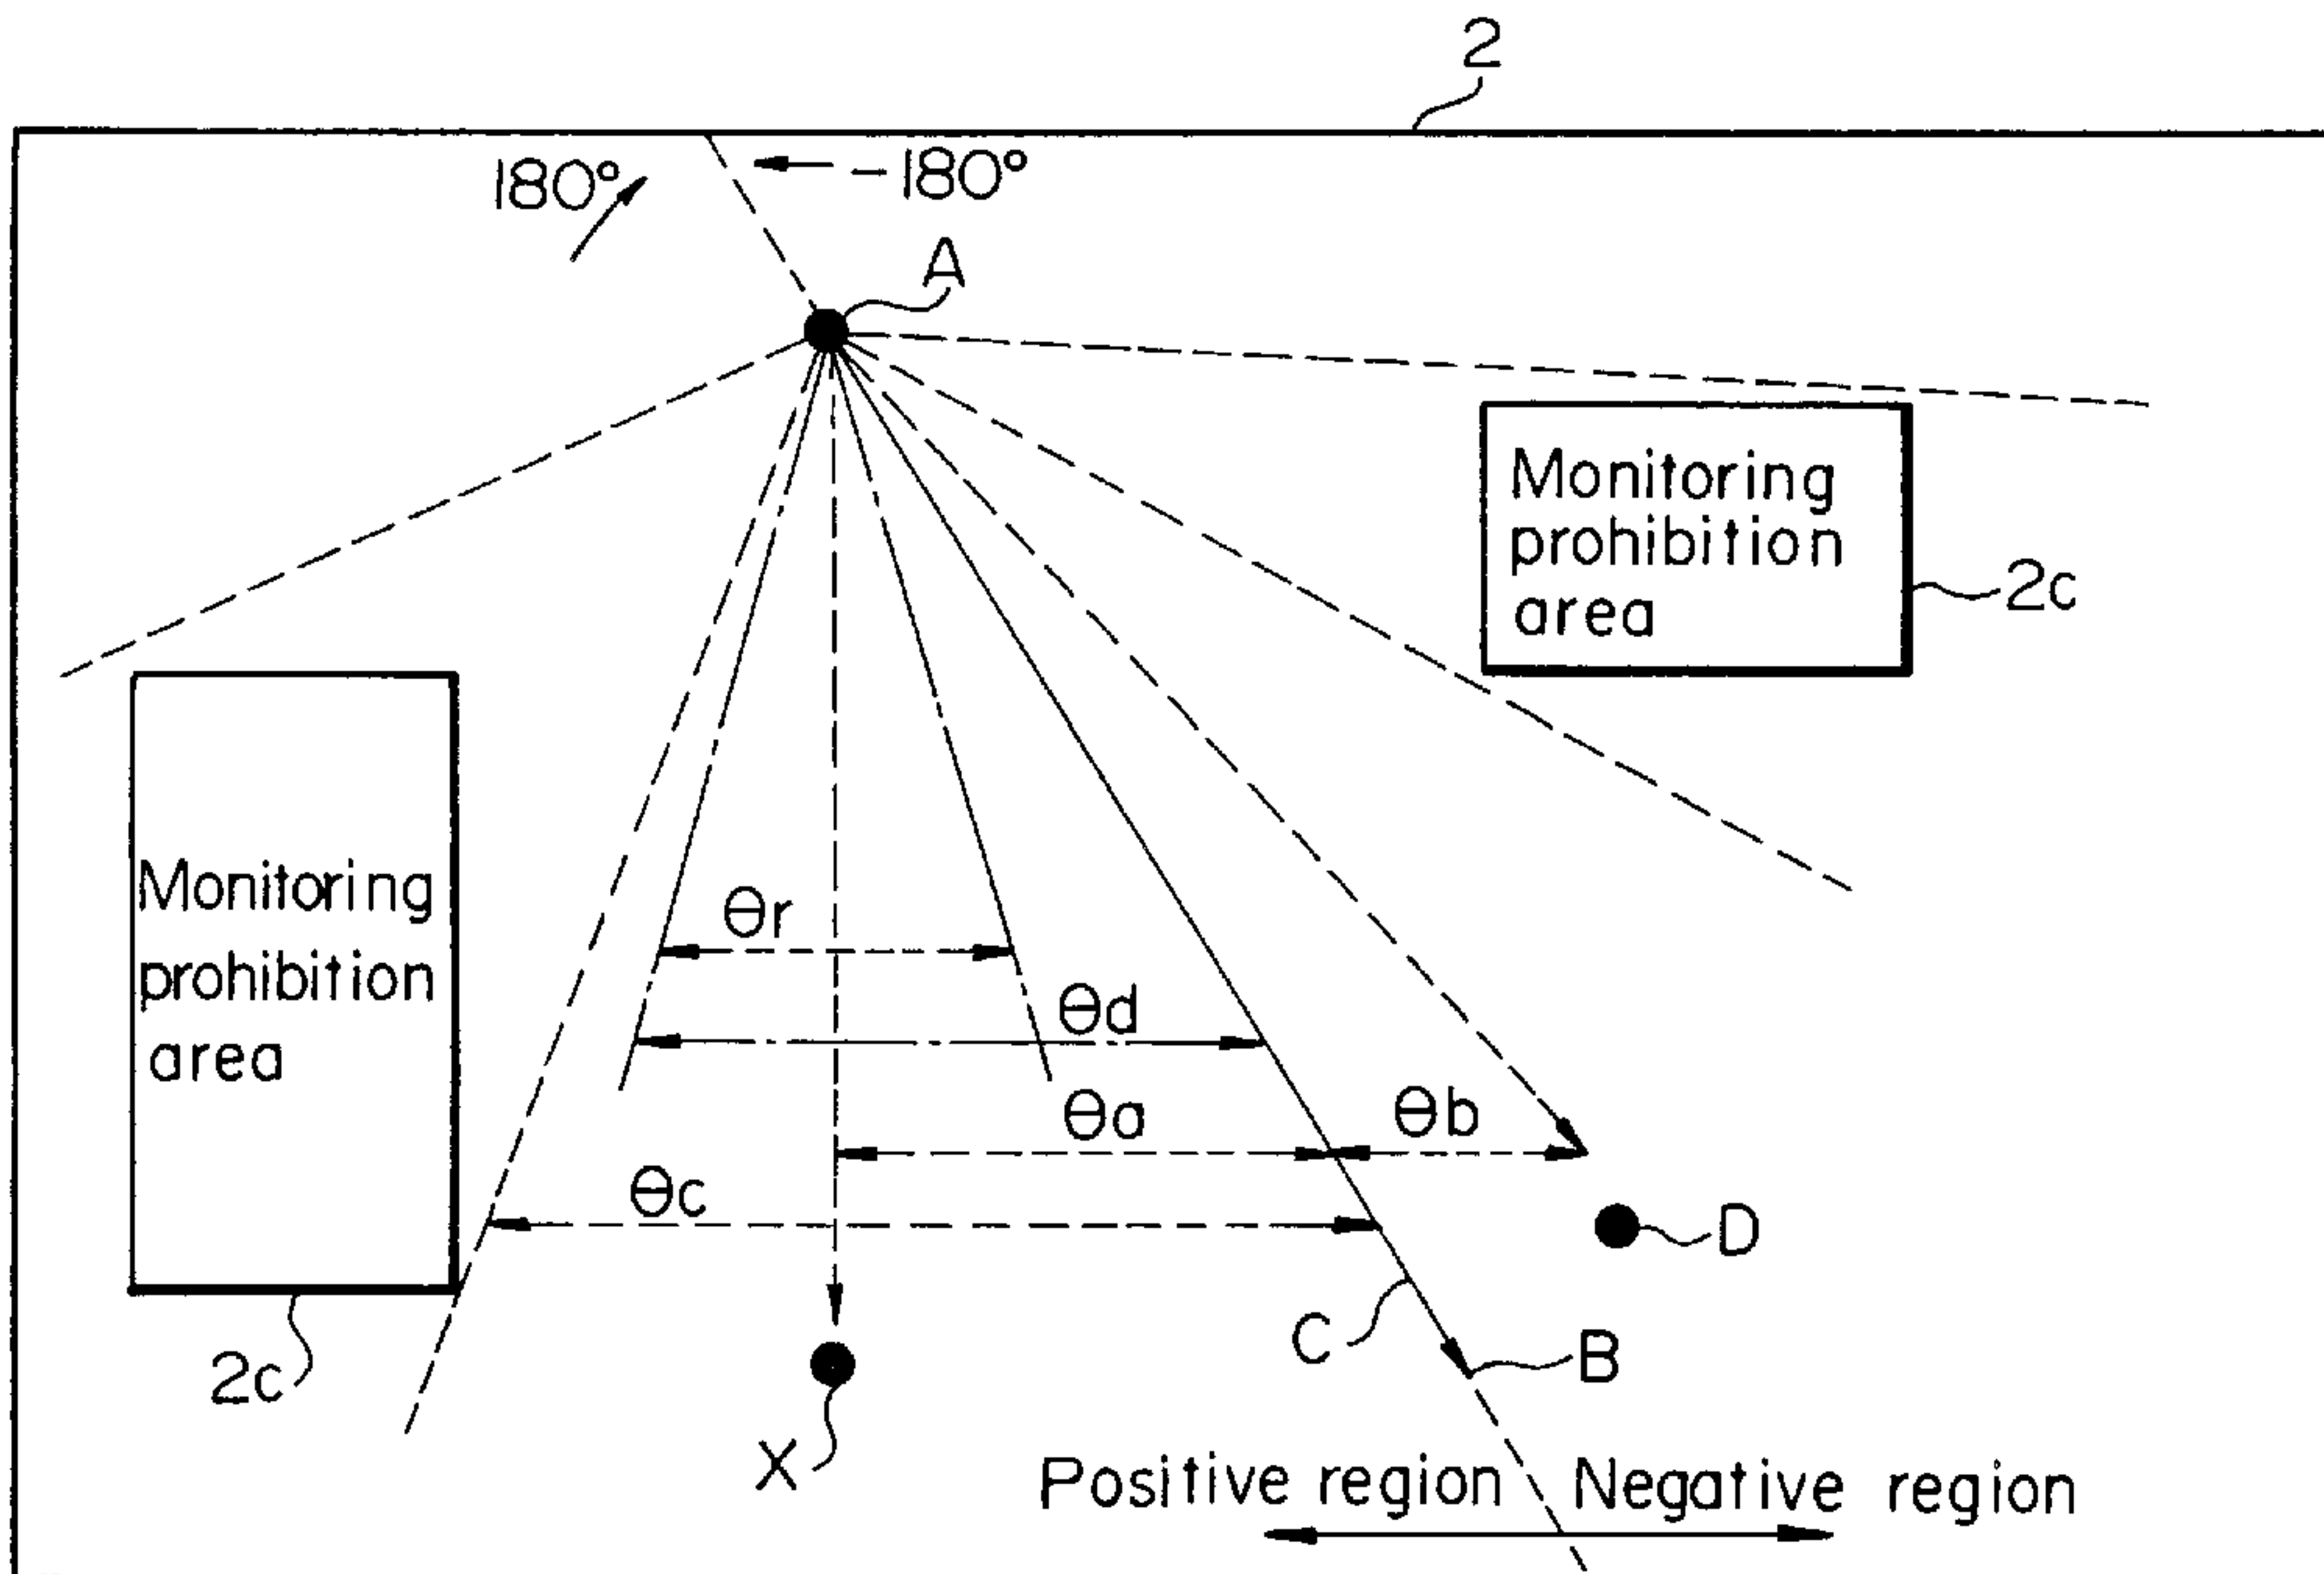 2
180°
-180°
A
Monitoring
prohibition
area
2c
Monitoring
prohibition
area
θr
θd
θa
θb
θc
D
C
B
2c
X
Positive region
Negative region